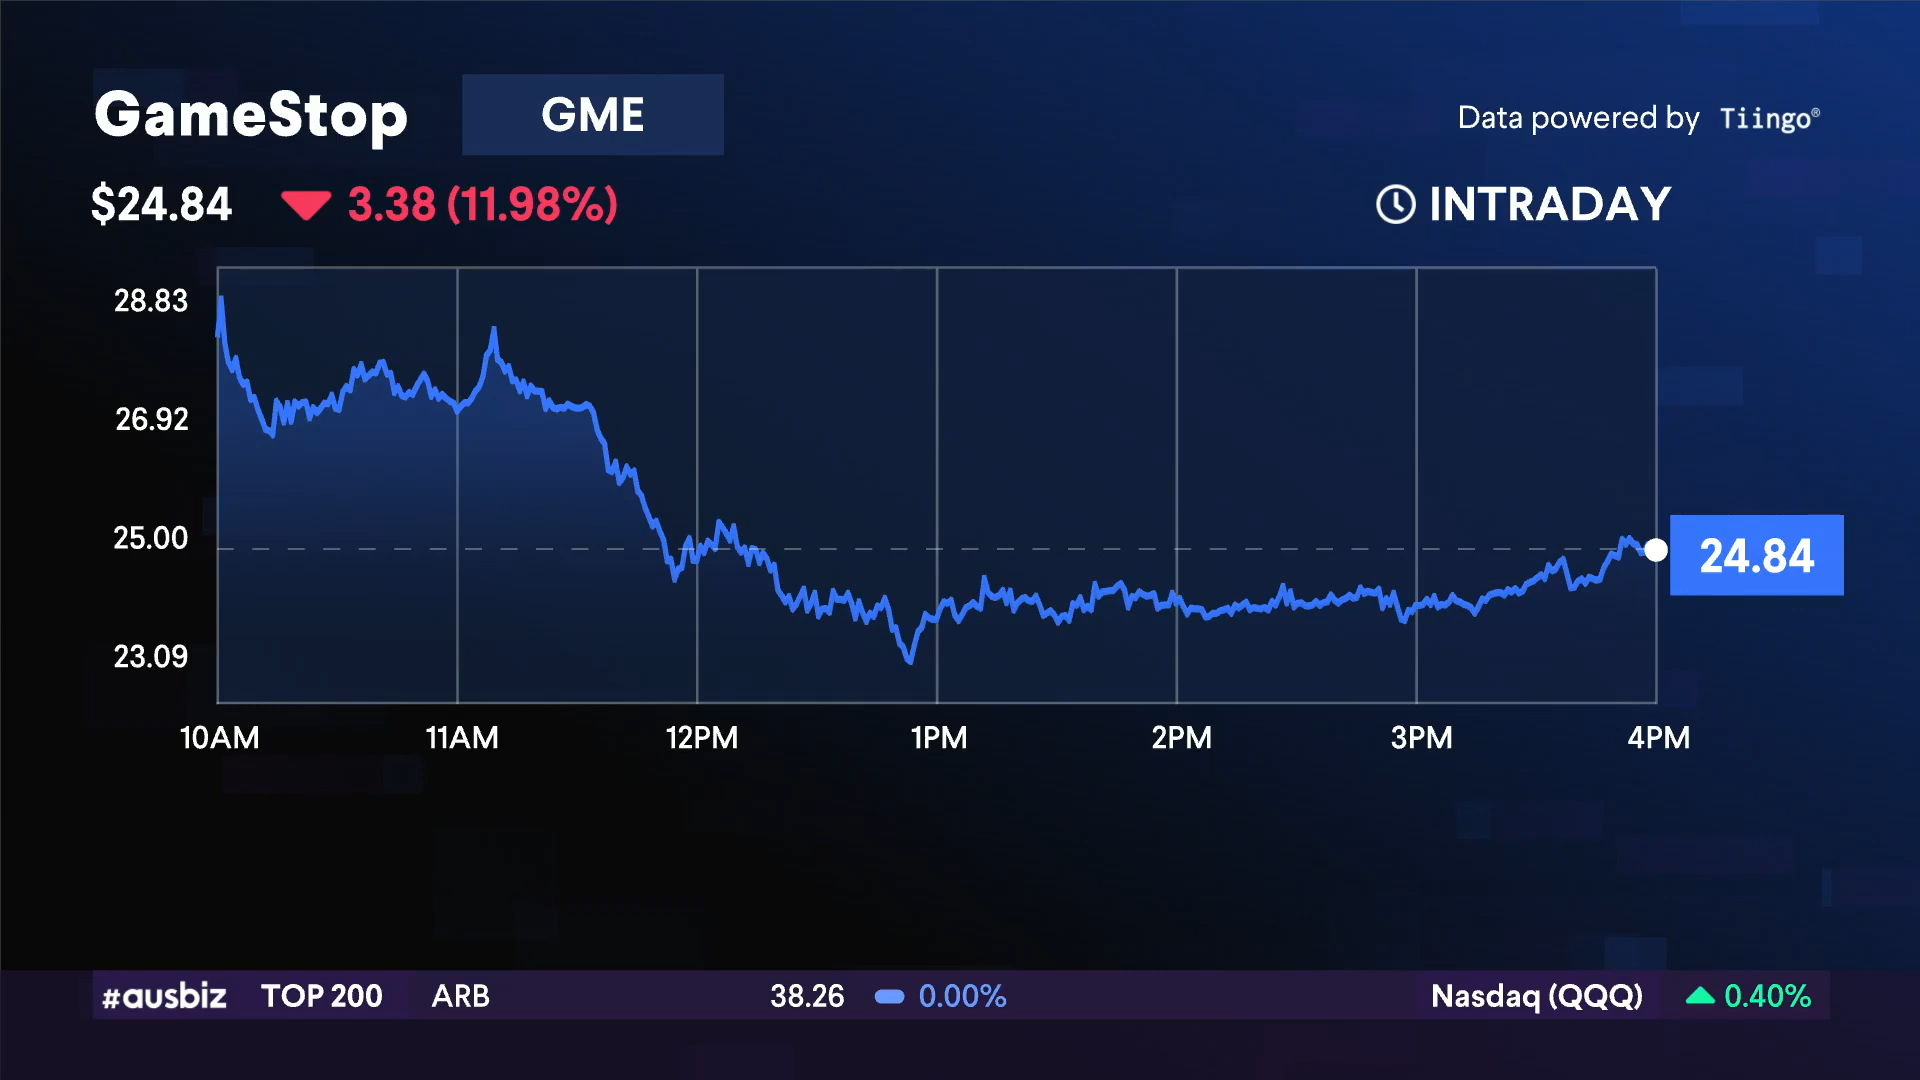 GameStop GME
Data powered by Tiingo®
$24.84 3.38 (11.98%)
INTRADAY
28.83
26.92
25.00
23.09
24.84
10AM 11AM 12PM 1PM 2PM 3PM 4PM
#ausbiz TOP 200 ARB 38.26 0.00% Nasdaq (QQQ) 0.40%